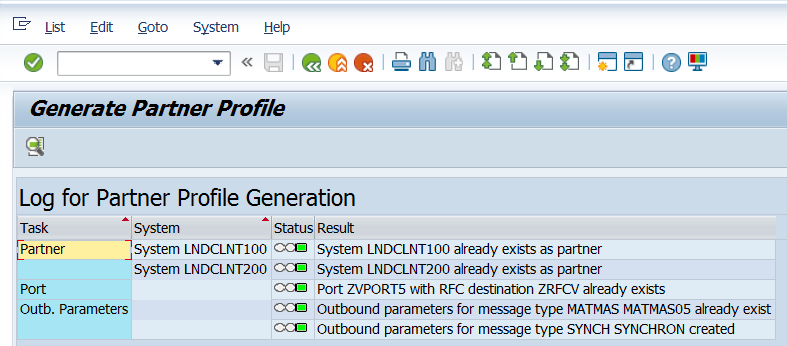 List Edit Goto System Help
Generate Partner Profile
Log for Partner Profile Generation
Task System Status Result
Partner System LNDCLNT100 System LNDCLNT100 already exists as partner
System LNDCLNT200 System LNDCLNT200 already exists as partner
Port Port ZVPORT5 with RFC destination ZRFCV already exists
Outb. Parameters Outbound parameters for message type MATMAS MATMAS05 already exist
Outbound parameters for message type SYNCH SYNCHRON created